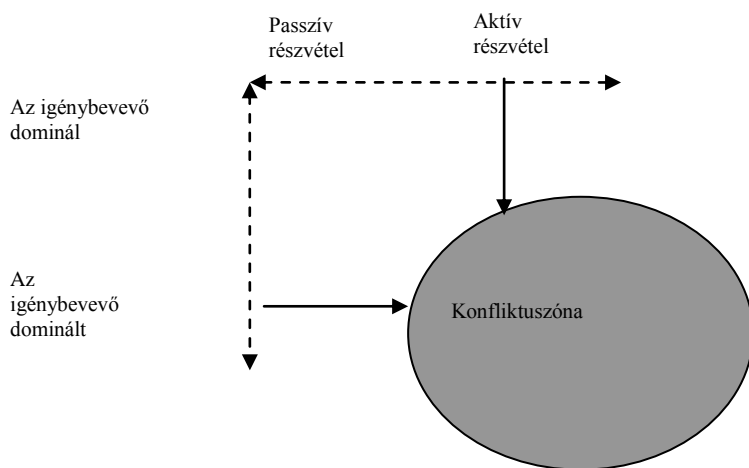 Passzív
részvétel
Aktív
részvétel
Az igénybevevő
dominál
Az
igénybevevő
dominált
Konfliktuszóna